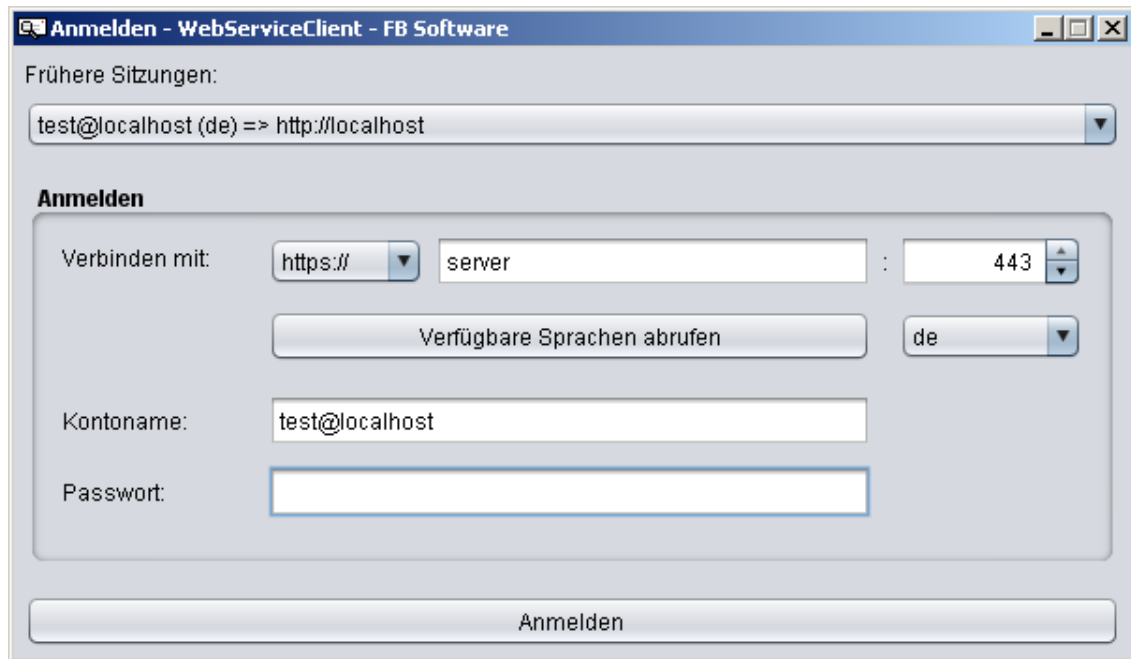 Anmelden - WebServiceClient - FB Software
Frühere Sitzungen:
test@localhost (de) => http://localhost
Anmelden
Verbinden mit: https:// server : 443
Verfügbare Sprachen abrufen de
Kontoname: test@localhost
Passwort:
Anmelden